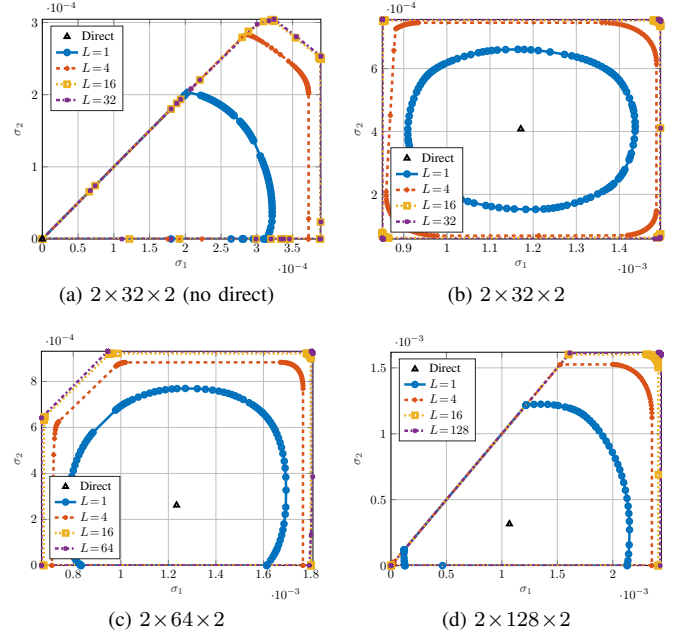 ·10⁻⁴
3
2
1
0
σ₂
0 0.5 1 1.5 2 2.5 3 3.5
σ₁
·10⁻⁴
Direct
L=1
L=4
L=16
L=32
(a) 2×32×2 (no direct)
·10⁻⁴
6
4
2
σ₂
0.9 1 1.1 1.2 1.3 1.4
σ₁
·10⁻³
Direct
L=1
L=4
L=16
L=32
(b) 2×32×2
·10⁻⁴
8
6
4
2
0
σ₂
0.8 1 1.2 1.4 1.6 1.8
σ₁
·10⁻³
Direct
L=1
L=4
L=16
L=64
(c) 2×64×2
·10⁻³
1.5
1
0.5
0
σ₂
0 0.5 1 1.5 2
σ₁
·10⁻³
Direct
L=1
L=4
L=16
L=128
(d) 2×128×2